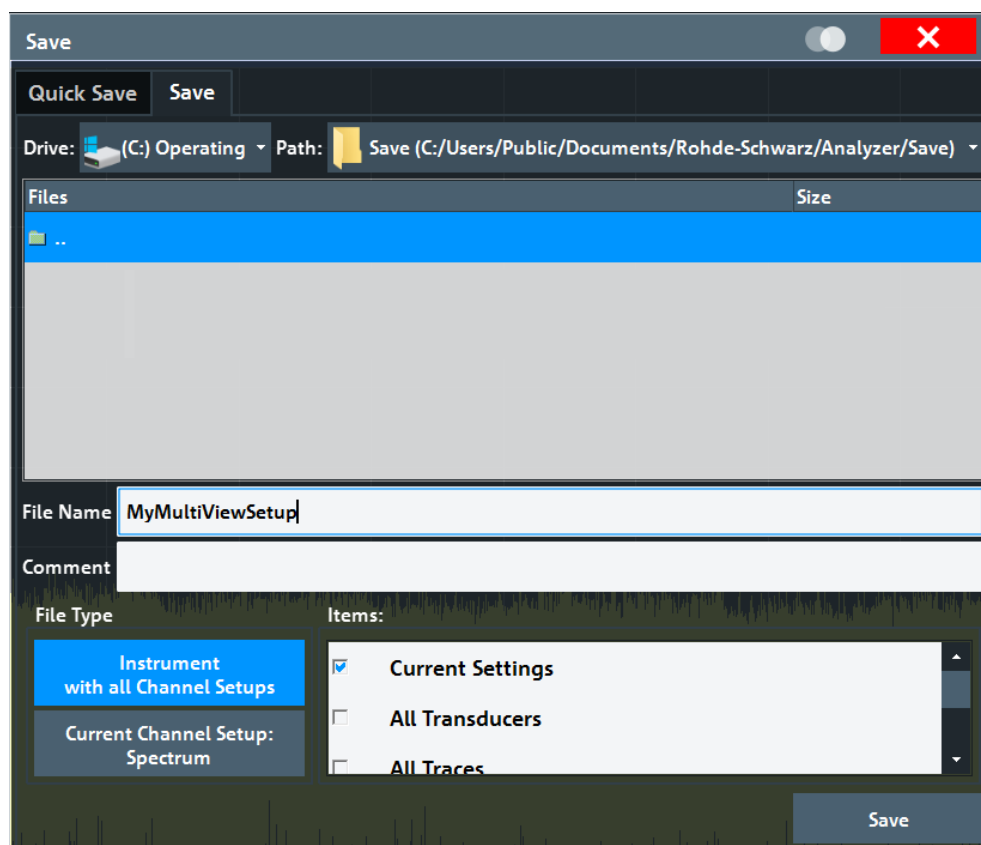 Save
Quick Save Save
Drive: (C:) Operating Path: Save (C:/Users/Public/Documents/Rohde-Schwarz/Analyzer/Save)
Files Size
..
File Name MyMultiViewSetup
Comment
File Type Items:
Instrument
with all Channel Setups
Current Channel Setup:
Spectrum
Current Settings
All Transducers
All Traces
Save